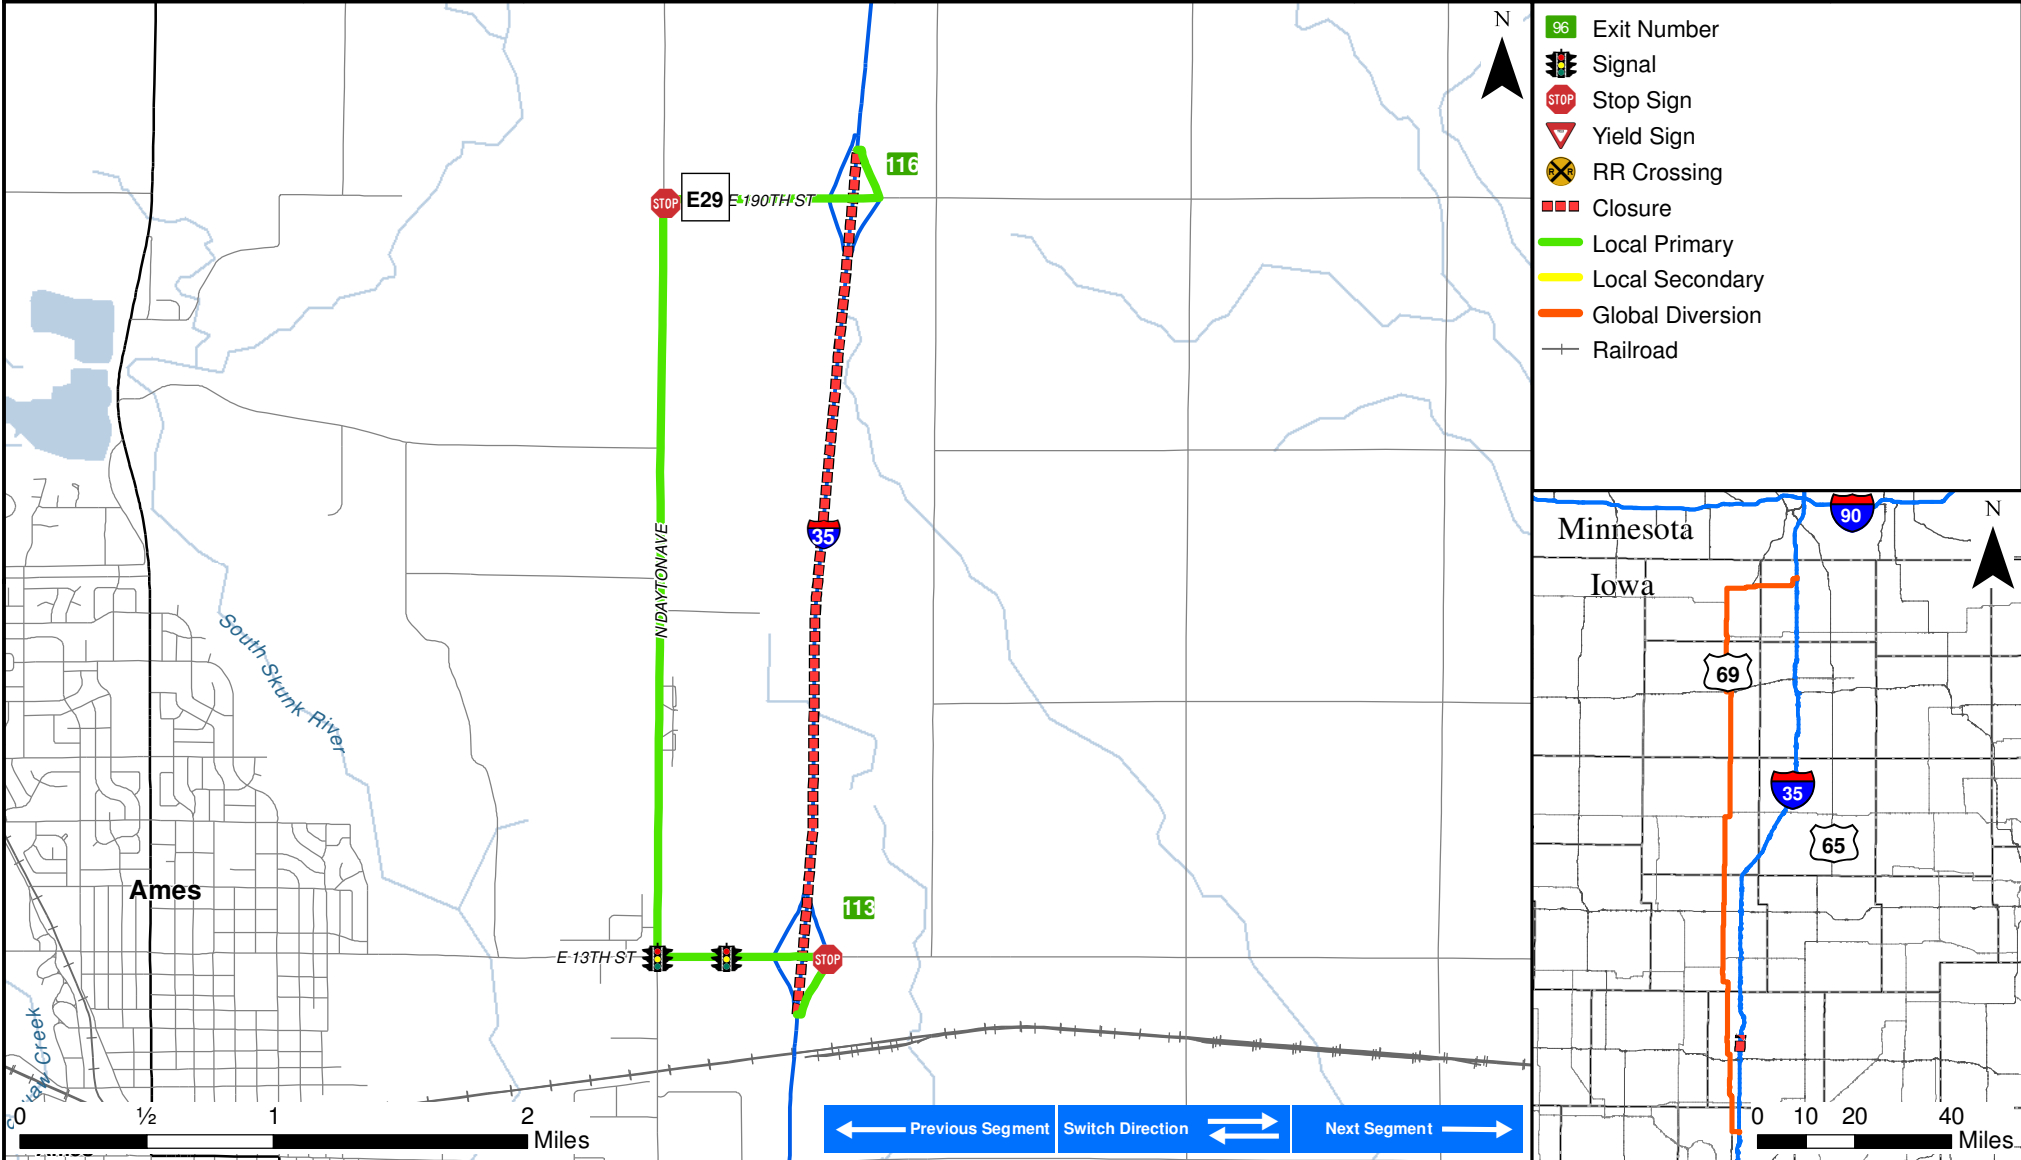 N
116
STOP
E29
E 190TH ST
35
N DAYTON AVE
South Skunk River
Ames
113
E 13TH ST
STOP
Creek
0 ½ 1 2
Miles
Previous Segment
Switch Direction
Next Segment
96 Exit Number
Signal
STOP Stop Sign
Yield Sign
RR RR Crossing
Closure
Local Primary
Local Secondary
Global Diversion
Railroad
90
N
Minnesota
Iowa
69
35
65
0 10 20 40
Miles